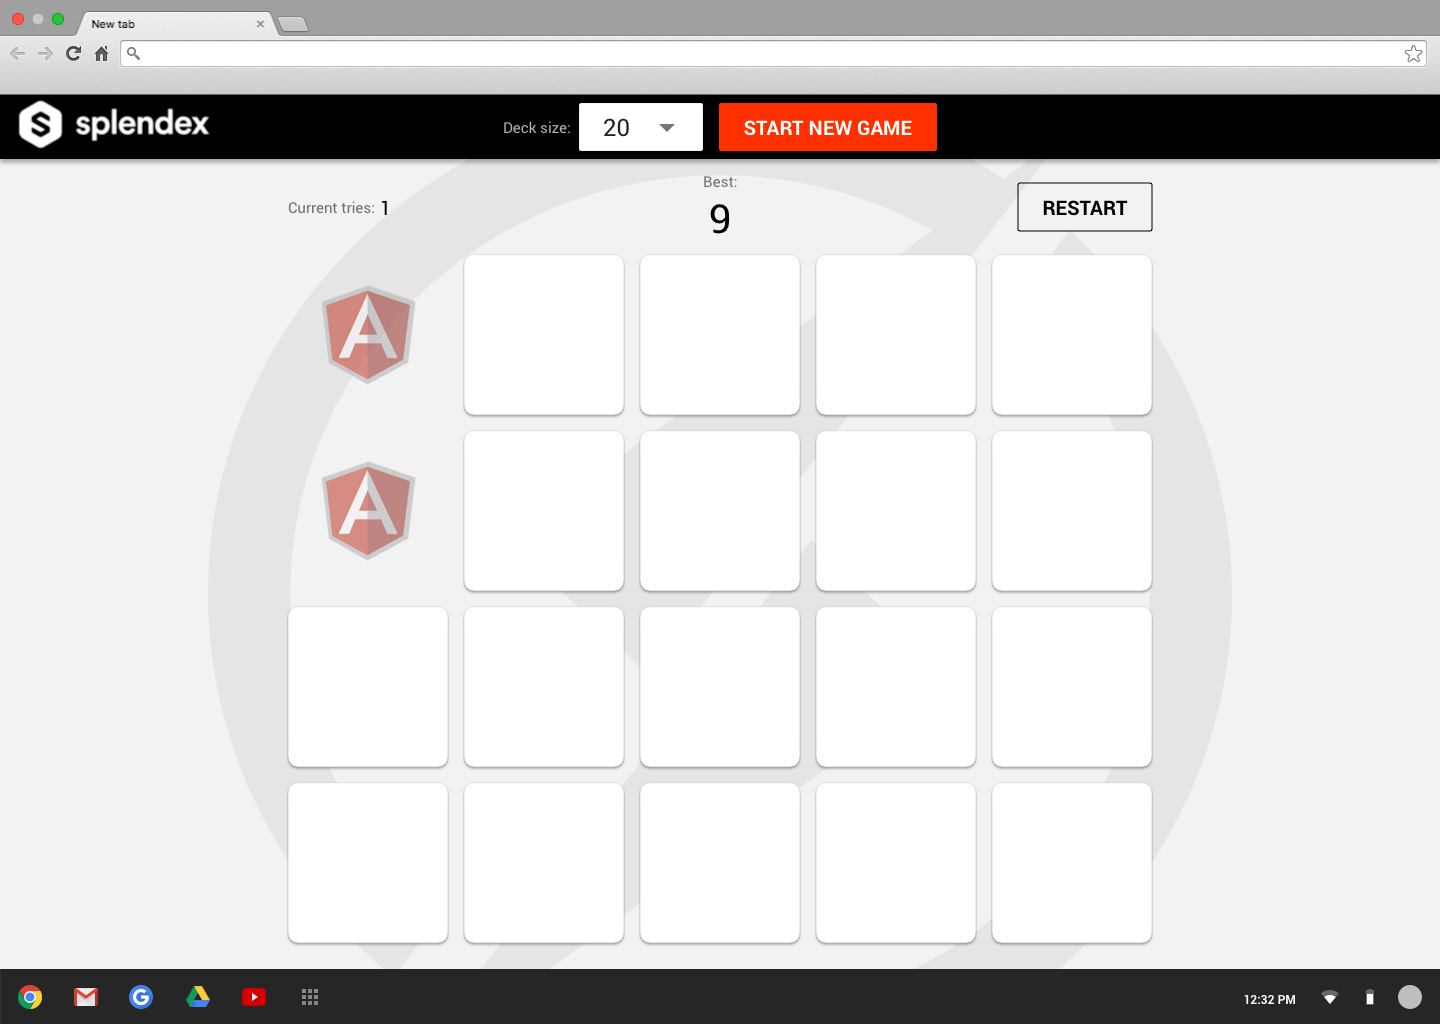 New tab
splendex
Deck size: 20 START NEW GAME
Best:
Current tries: 1
9
RESTART
A
A
12:32 PM